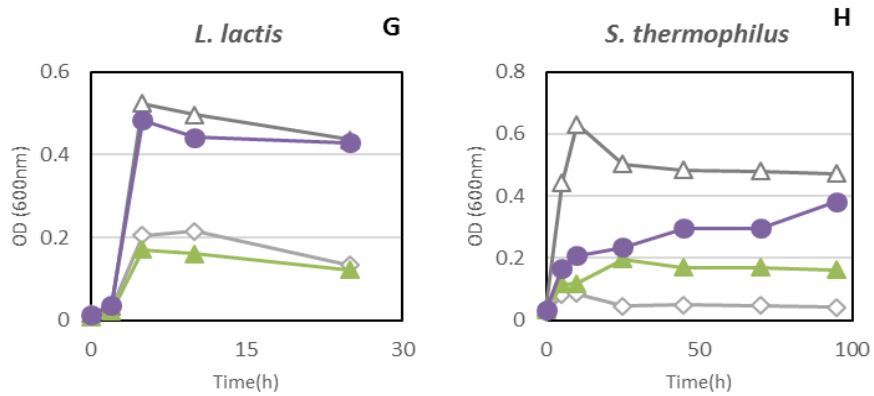 L. lactis
G
OD (600nm)
0.6
0.4
0.2
0
0
15
30
Time(h)
S. thermophilus
H
OD (600nm)
0.8
0.6
0.4
0.2
0
0
50
100
Time(h)